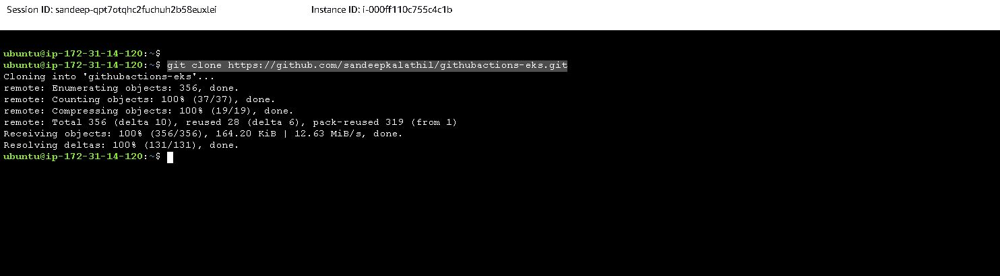 Session ID: sandeep-qpt7otqhc2fuchuh2b58euxlei Instance ID: i-000ff110c755c4c1b
ubuntu@ip-172-31-14-120:~$
ubuntu@ip-172-31-14-120:~$ git clone https://github.com/sandeepkalathil/githubactions-eks.git
Cloning into 'githubactions-eks'...
remote: Enumerating objects: 356, done.
remote: Counting objects: 100% (37/37), done.
remote: Compressing objects: 100% (19/19), done.
remote: Total 356 (delta 10), reused 28 (delta 6), pack-reused 319 (from 1)
Receiving objects: 100% (356/356), 164.20 KiB | 12.63 MiB/s, done.
Resolving deltas: 100% (131/131), done.
ubuntu@ip-172-31-14-120:~$